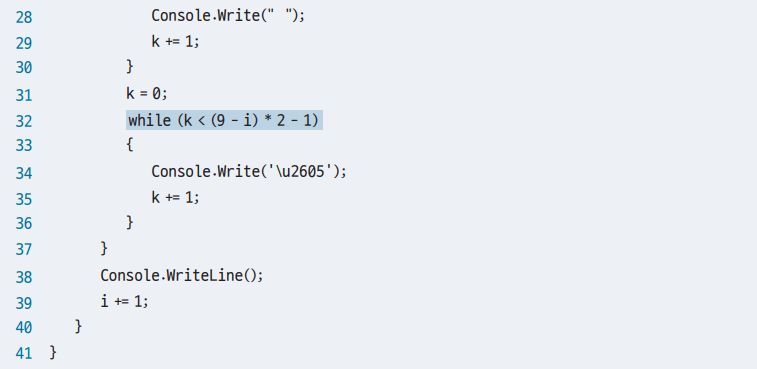 28 Console.Write(" ");
29 k += 1;
30 }
31 k = 0;
32 while (k < (9 - i) * 2 - 1)
33 {
34 Console.Write('\u2605');
35 k += 1;
36 }
37 }
38 Console.WriteLine();
39 i += 1;
40 }
41 }